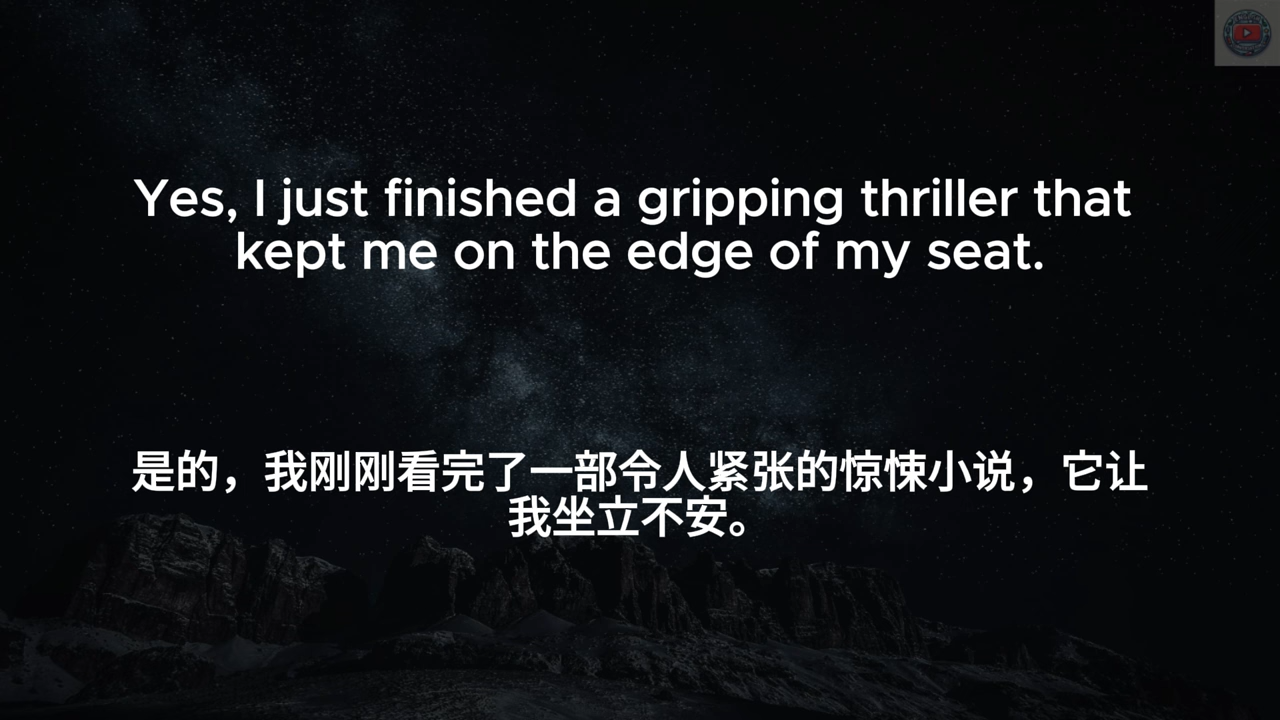 Yes, I just finished a gripping thriller that
kept me on the edge of my seat.
是的，我刚刚看完了一部令人紧张的惊悚小说，它让
我坐立不安。